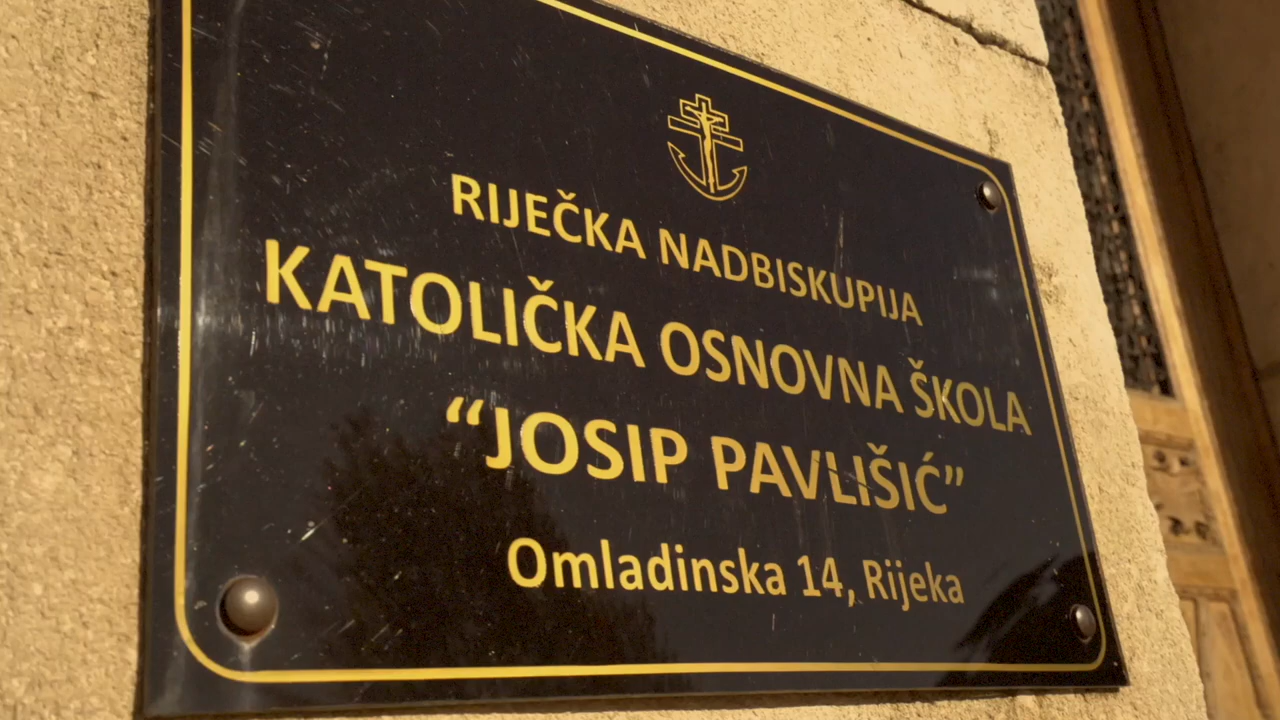 RIJEČKA NADBISKUPIJA
KATOLIČKA OSNOVNA ŠKOLA
“JOSIP PAVLIŠIĆ”
Omladinska 14, Rijeka